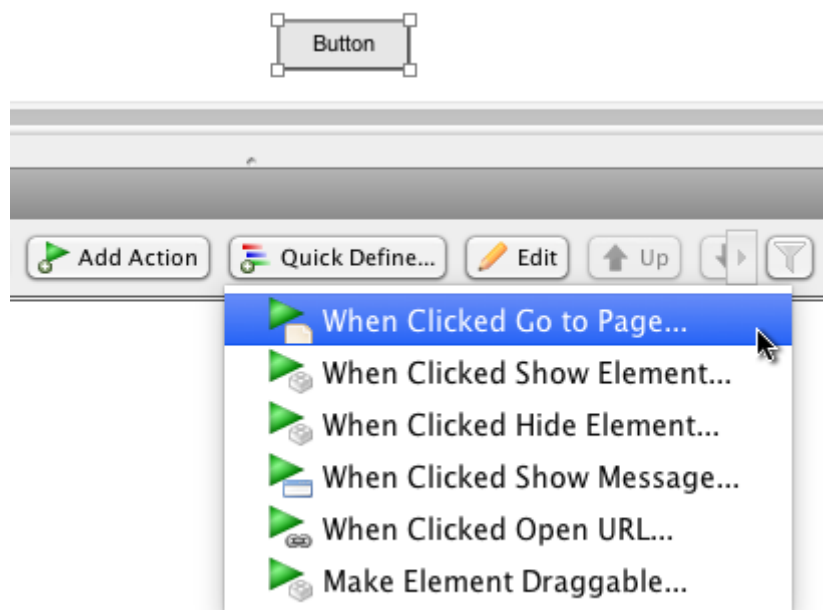 Button
Add Action Quick Define... Edit Up
When Clicked Go to Page...
When Clicked Show Element...
When Clicked Hide Element...
When Clicked Show Message...
When Clicked Open URL...
Make Element Draggable...